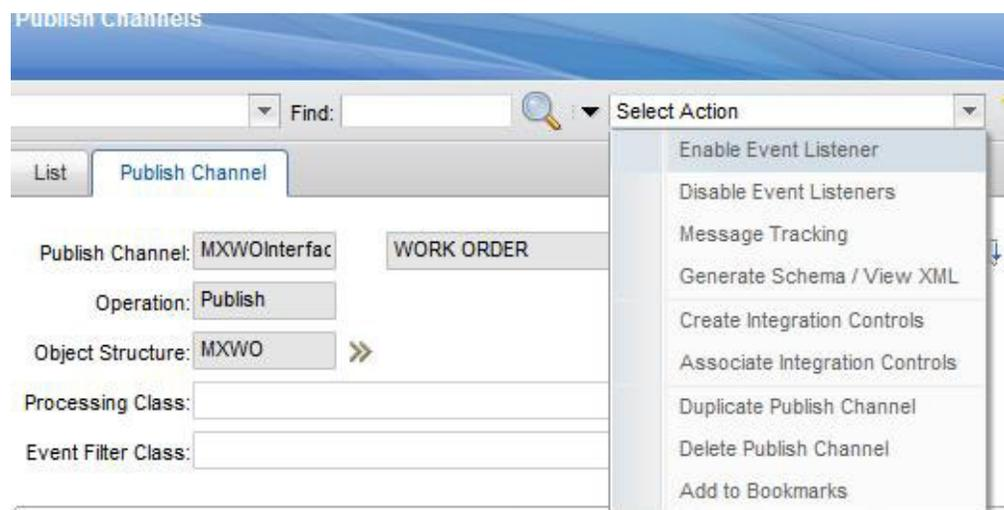 Publish Channels
Find:
Select Action
List
Publish Channel
Enable Event Listener
Disable Event Listeners
Message Tracking
Generate Schema / View XML
Create Integration Controls
Associate Integration Controls
Duplicate Publish Channel
Delete Publish Channel
Add to Bookmarks
Publish Channel: MXWOInterfac WORK ORDER
Operation: Publish
Object Structure: MXWO
Processing Class:
Event Filter Class: